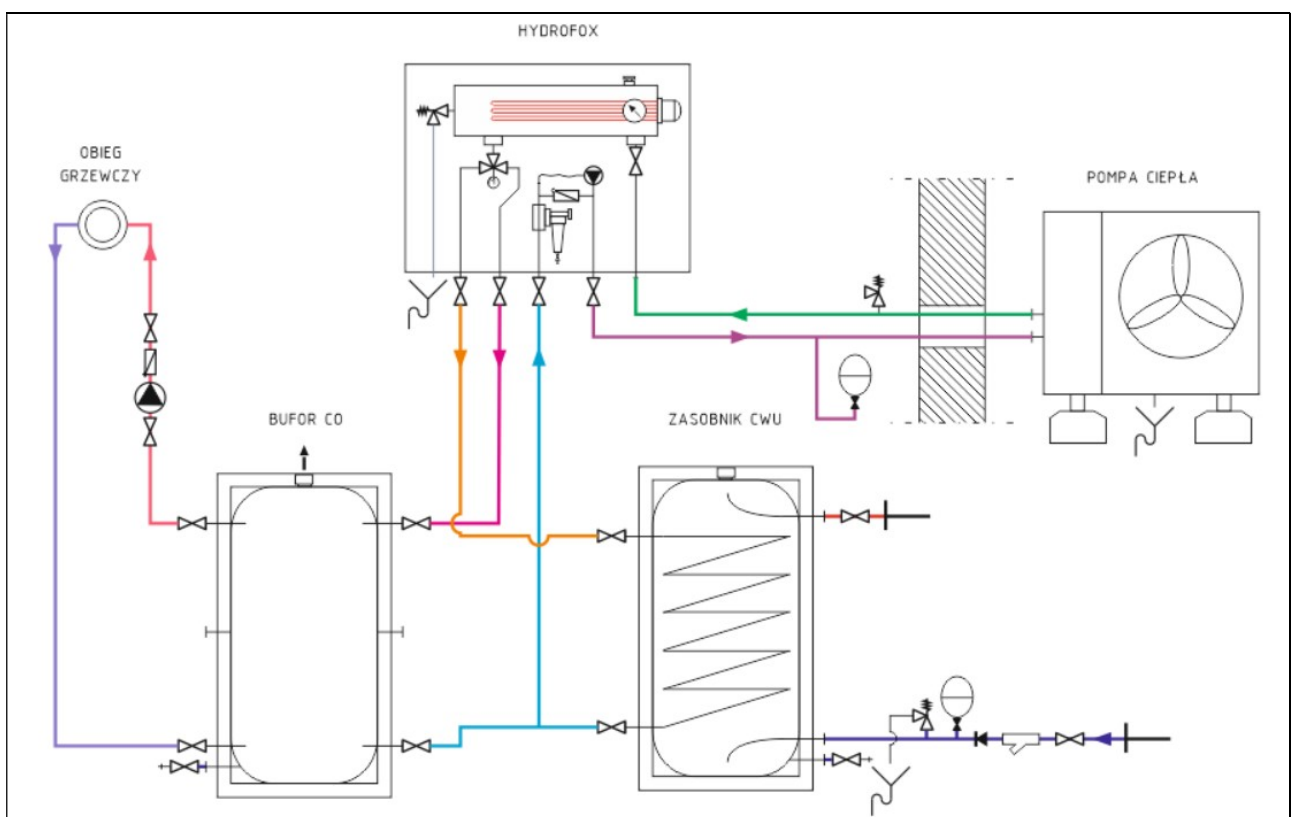 HYDROFOX
OBIEG
GRZEWCZY
POMPA CIEPŁA
BUFOR CO
ZASOBNIK CWU